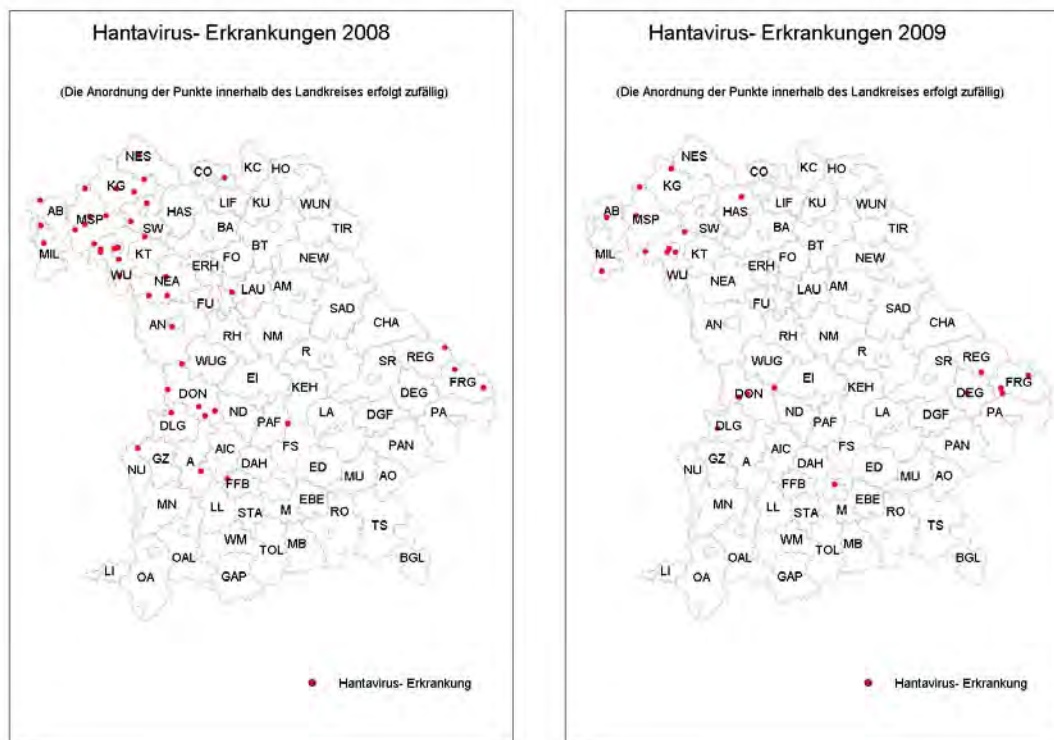 Hantavirus- Erkrankungen 2008
(Die Anordnung der Punkte innerhalb des Landkreises erfolgt zufällig)
NES
CO
KC
HO
KG
AB
MSP
HAS
LIF
KU
WUN
SW
BA
TIR
MIL
KT
BT
WU
NEA
ERH
FO
NEW
FU
LAU
AM
AN
SAD
RH
NM
CHA
WUG
R
SR
REG
EI
KEH
FRG
DON
DEG
ND
LA
DGF
PA
DLG
PAF
AIC
FS
PAN
NU
GZ
A
DAH
ED
MU
AO
FFB
MN
LL
EBE
STA
M
RO
TS
WM
TOL
MB
OAL
BGL
LI
OA
GAP
Hantavirus- Erkrankung
Hantavirus- Erkrankungen 2009
(Die Anordnung der Punkte innerhalb des Landkreises erfolgt zufällig)
NES
CO
KC
HO
KG
AB
MSP
HAS
LIF
KU
WUN
SW
BA
TIR
MIL
KT
BT
WU
NEA
ERH
FO
NEW
FU
LAU
AM
AN
SAD
RH
NM
CHA
WUG
R
SR
REG
EI
KEH
FRG
DON
DEG
ND
LA
DGF
PA
DLG
PAF
AIC
FS
PAN
NU
GZ
A
DAH
ED
MU
AO
FFB
MN
LL
EBE
STA
M
RO
TS
WM
TOL
MB
OAL
BGL
LI
OA
GAP
Hantavirus- Erkrankung